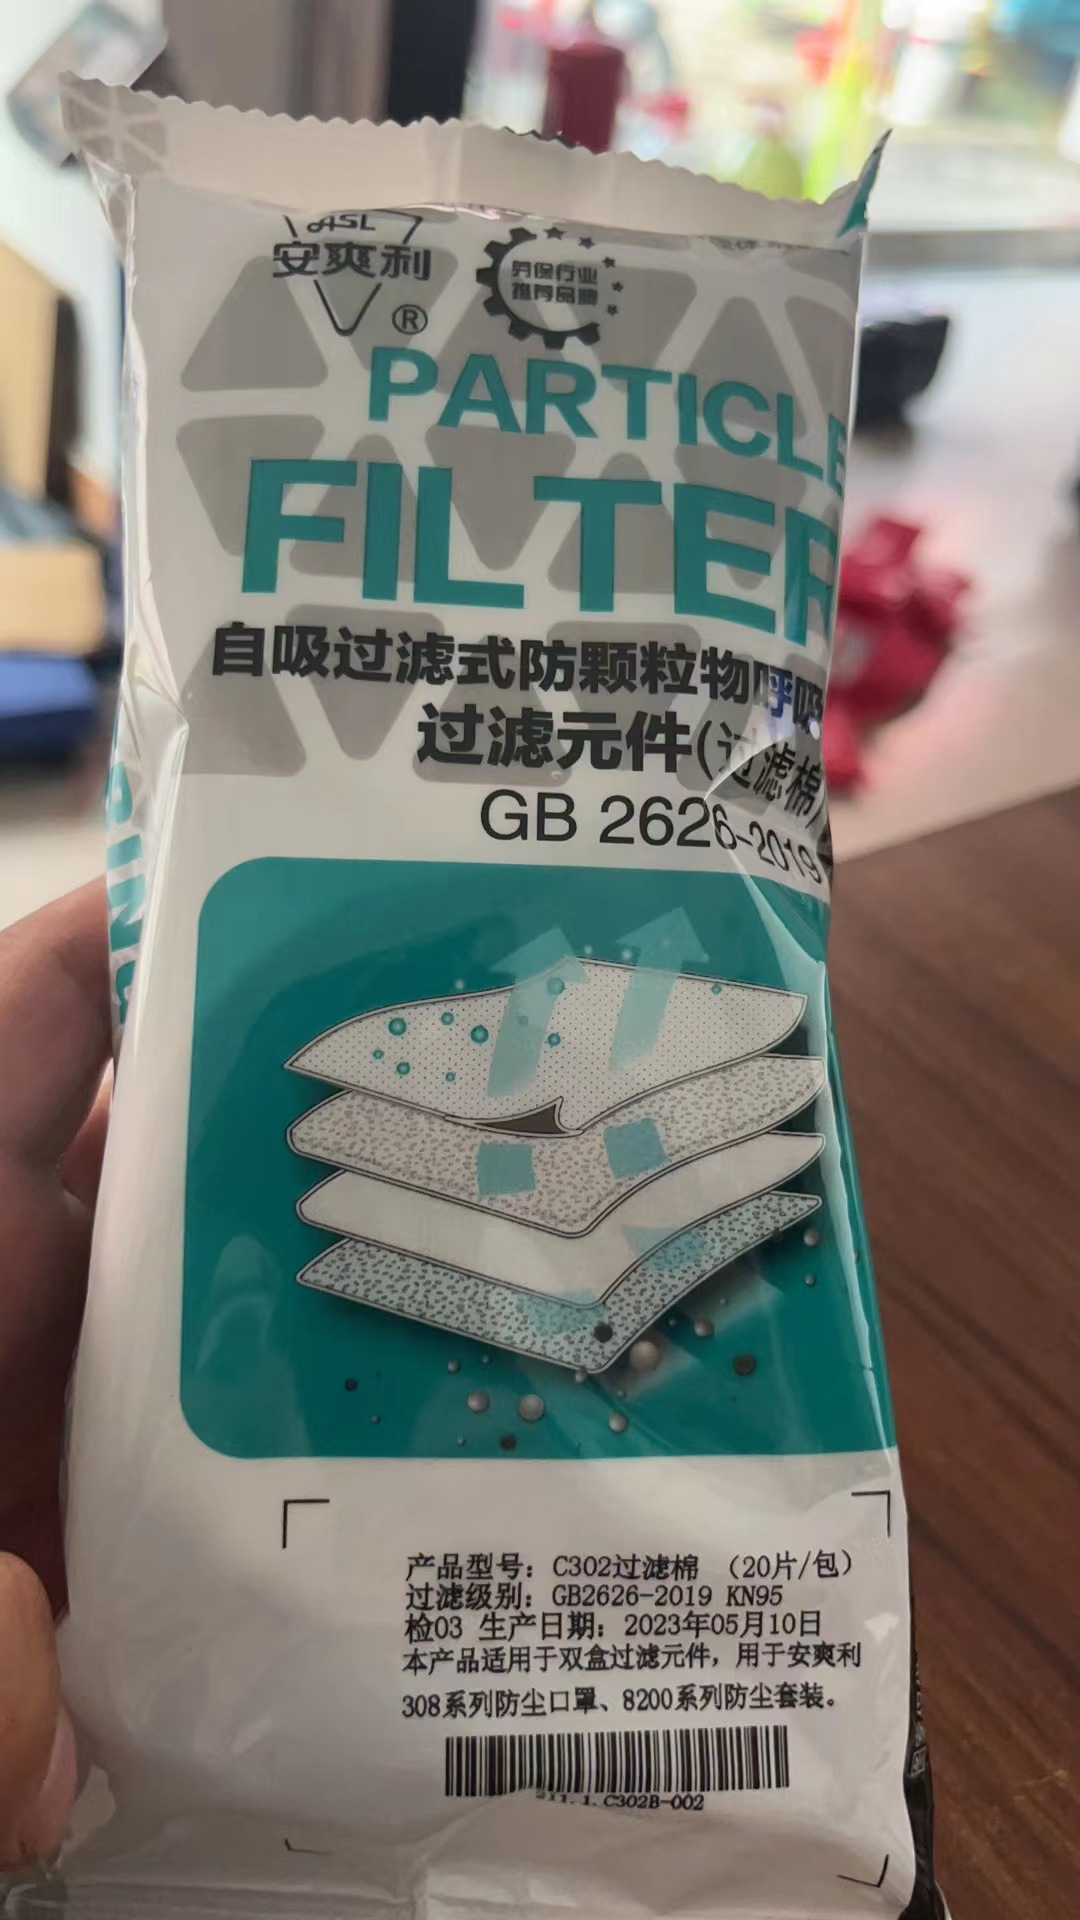 ASL
安爽利
®
劳保行业
推荐品牌
PARTICLE
FILTER
自吸过滤式防颗粒物呼吸
过滤元件(过滤棉)
GB 2626-2019
产品型号：C302过滤棉 （20片/包）
过滤级别：GB2626-2019 KN95
检03 生产日期：2023年05月10日
本产品适用于双盒过滤元件，用于安爽利
308系列防尘口罩、8200系列防尘套装。
211.1.C302B-002